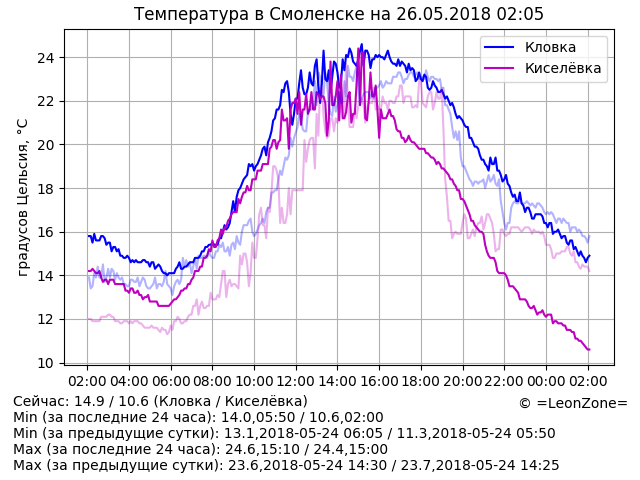 Температура в Смоленске на 26.05.2018 02:05
Кловка
Киселёвка
градусов Цельсия, °C
24
22
20
18
16
14
12
10
02:00 04:00 06:00 08:00 10:00 12:00 14:00 16:00 18:00 20:00 22:00 00:00 02:00
Сейчас: 14.9 / 10.6 (Кловка / Киселёвка)
© =LeonZone=
Min (за последние 24 часа): 14.0,05:50 / 10.6,02:00
Min (за предыдущие сутки): 13.1,2018-05-24 06:05 / 11.3,2018-05-24 05:50
Max (за последние 24 часа): 24.6,15:10 / 24.4,15:00
Max (за предыдущие сутки): 23.6,2018-05-24 14:30 / 23.7,2018-05-24 14:25